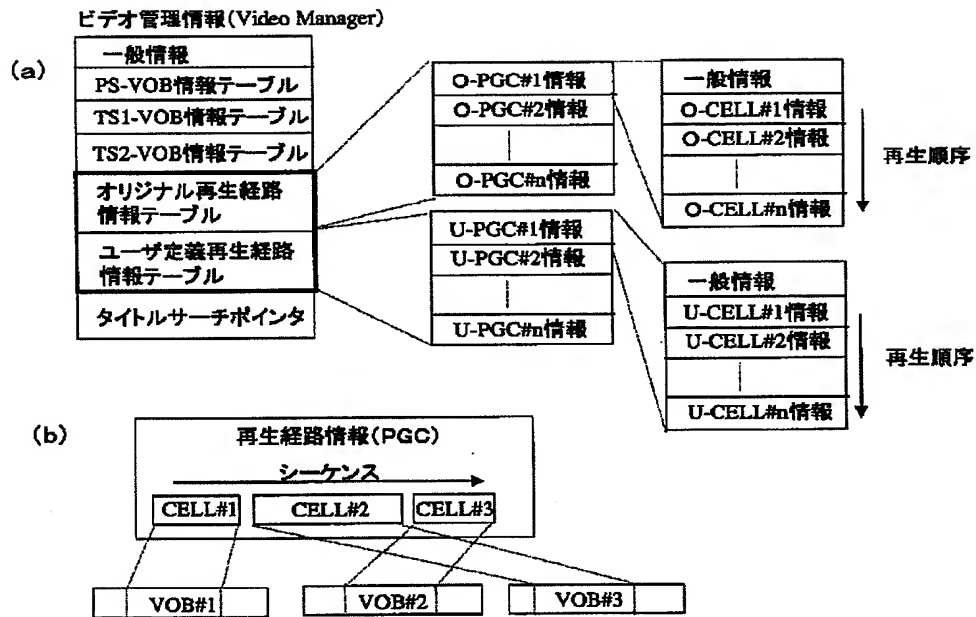 ビデオ管理情報(Video Manager)
(a)
一般情報
PS-VOB情報テーブル
TS1-VOB情報テーブル
TS2-VOB情報テーブル
オリジナル再生経路
情報テーブル
ユーザ定義再生経路
情報テーブル
タイトルサーチポインタ
O-PGC#1情報
O-PGC#2情報
O-PGC#n情報
U-PGC#1情報
U-PGC#2情報
U-PGC#n情報
一般情報
O-CELL#1情報
O-CELL#2情報
O-CELL#n情報
再生順序
一般情報
U-CELL#1情報
U-CELL#2情報
U-CELL#n情報
再生順序
(b)
再生経路情報(PGC)
シーケンス
CELL#1
CELL#2
CELL#3
VOB#1
VOB#2
VOB#3